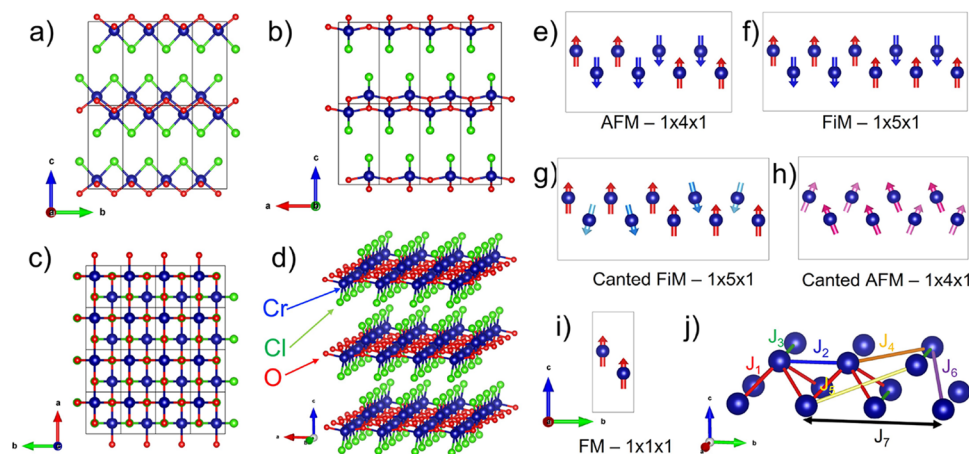 a)
c
a
b
b)
c
a
b
e)
AFM – 1x4x1
f)
FiM – 1x5x1
g)
Canted FiM – 1x5x1
h)
Canted AFM – 1x4x1
c)
a
b
c
d)
Cr
Cl
O
c
a
i)
c
b
FM – 1x1x1
j)
J1
J2
J3
J4
J5
J6
J7
c
a
b